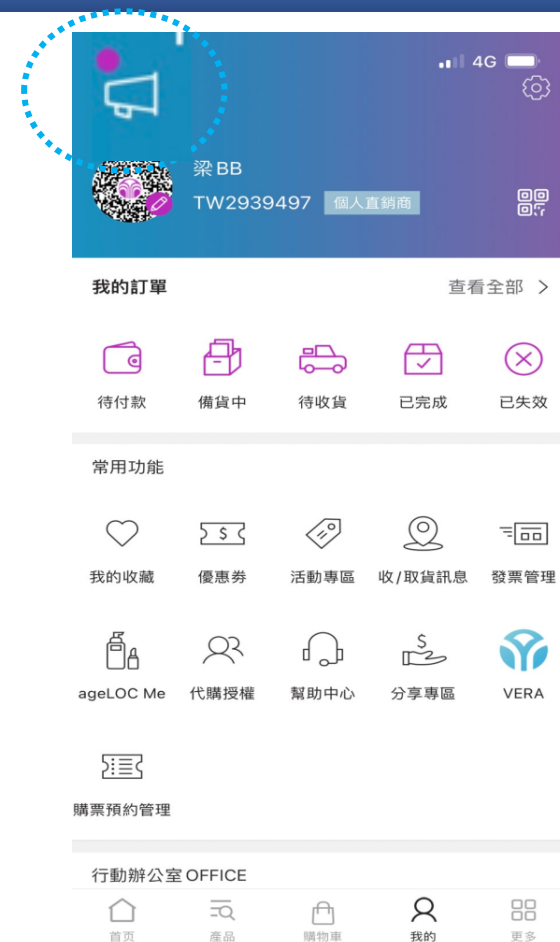 4G
梁BB
TW2939497 個人直銷商
我的訂單 查看全部 >
待付款 備貨中 待收貨 已完成 已失效
常用功能
我的收藏 優惠券 活動專區 收/取貨訊息 發票管理
ageLOC Me 代購授權 幫助中心 分享專區 VERA
購票預約管理
行動辦公室 OFFICE
首页 產品 購物車 我的 更多